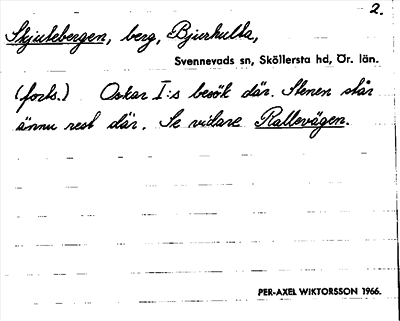 2.
Skjutebergen, berg, Bjurhulta,
Svennevads sn, Sköllersta hd, Ör. län.
(forts.) Oskar I:s besök där. Stenen står
ännu rest där. Se vidare Rallevägen.
PER-AXEL WIKTORSSON 1966.